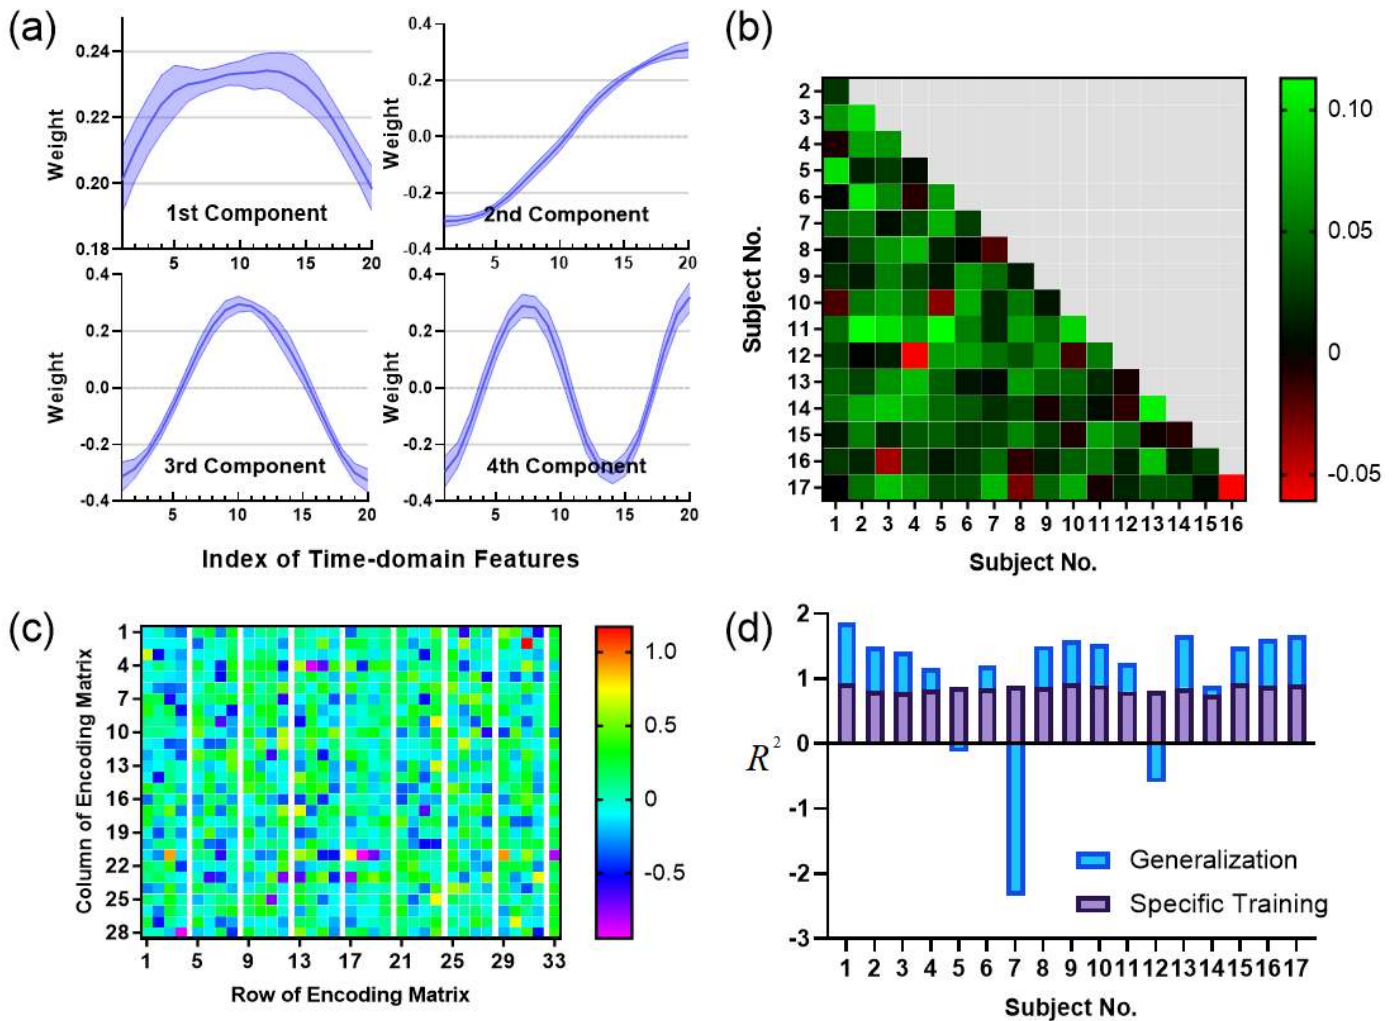 (a)
0.24
0.22
0.20
0.18
Weight
1st Component
5 10 15 20
0.4
0.2
0.0
-0.2
-0.4
Weight
2nd Component
5 10 15 20
0.4
0.2
0.0
-0.2
-0.4
Weight
3rd Component
5 10 15 20
0.4
0.2
0.0
-0.2
-0.4
Weight
4th Component
5 10 15 20
Index of Time-domain Features
(b)
Subject No.
2
3
4
5
6
7
8
9
10
11
12
13
14
15
16
17
1 2 3 4 5 6 7 8 9 10 11 12 13 14 15 16
Subject No.
0.10
0.05
0
-0.05
(c)
Column of Encoding Matrix
1
4
7
10
13
16
19
22
25
28
1 5 9 13 17 21 25 29 33
Row of Encoding Matrix
1.0
0.5
0
-0.5
(d)
R²
2
1
0
-1
-2
-3
Generalization
Specific Training
1 2 3 4 5 6 7 8 9 10 11 12 13 14 15 16 17
Subject No.